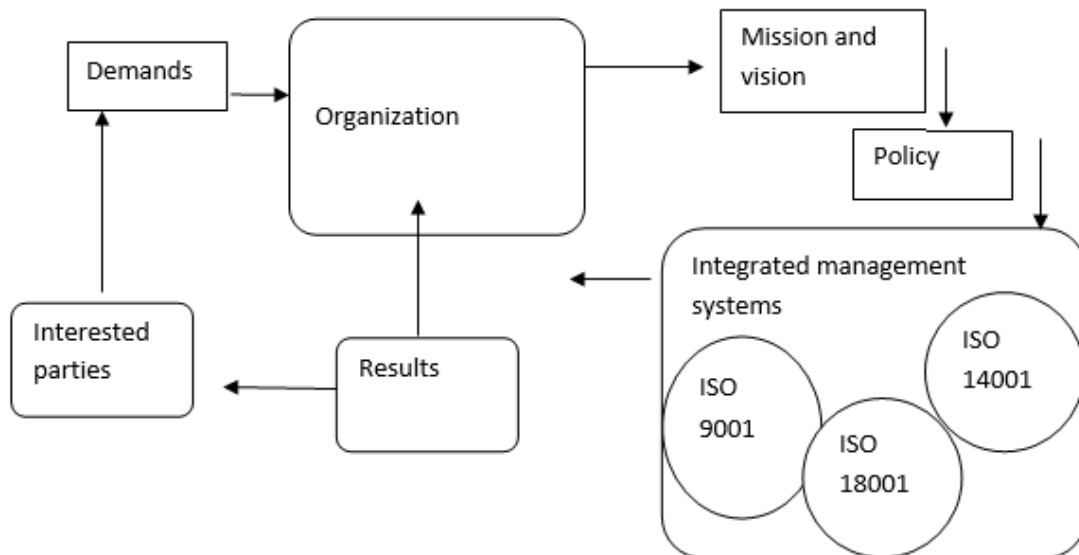 Demands
Organization
Mission and
vision
Policy
Integrated management
systems
Interested
parties
Results
ISO
9001
ISO
18001
ISO
14001